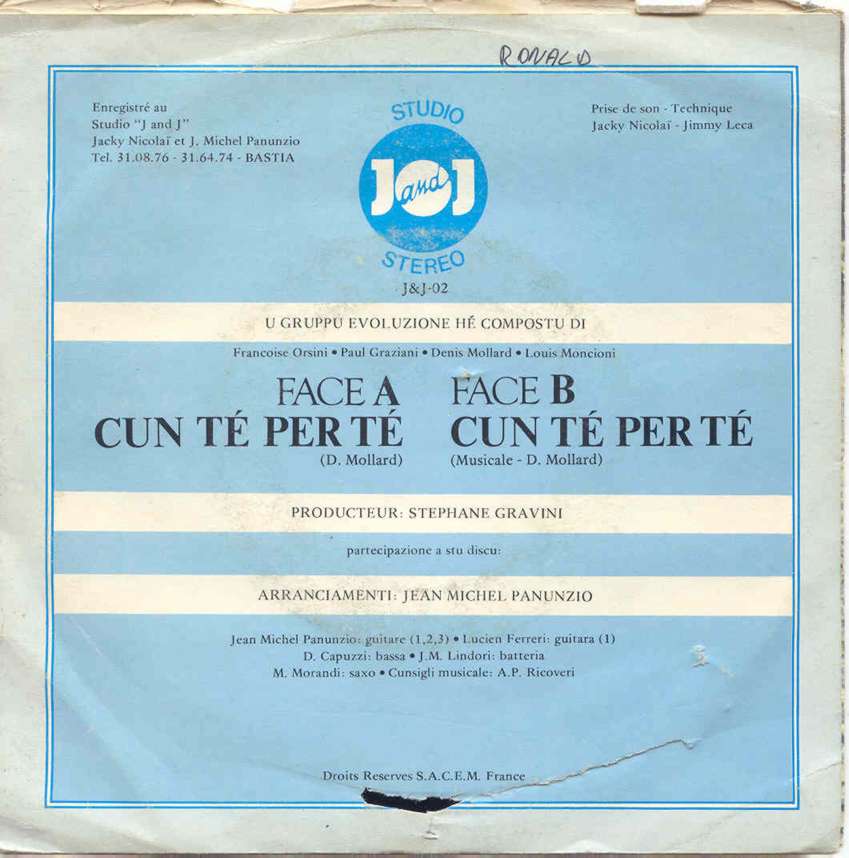 RONALD
Enregistré au
Studio "J and J"
Jacky Nicolaï et J. Michel Panunzio
Tel. 31.08.76 - 31.64.74 - BASTIA
STUDIO
J and J
STEREO
J&J-02
Prise de son - Technique
Jacky Nicolaï - Jimmy Leca
U GRUPPU EVOLUZIONE HÉ COMPOSTU DI
Francoise Orsini • Paul Graziani • Denis Mollard • Louis Moncioni
FACE A
CUN TÉ PER TÉ
(D. Mollard)
FACE B
CUN TÉ PER TÉ
(Musicale - D. Mollard)
PRODUCTEUR: STEPHANE GRAVINI
partecipazione a stu discu:
ARRANCIAMENTI: JEAN MICHEL PANUNZIO
Jean Michel Panunzio: guitare (1,2,3) • Lucien Ferreri: guitara (1)
D. Capuzzi: bassa • J.M. Lindori: batteria
M. Morandi: saxo • Cunsigli musicale: A.P. Ricoveri
Droits Reserves S.A.C.E.M. France